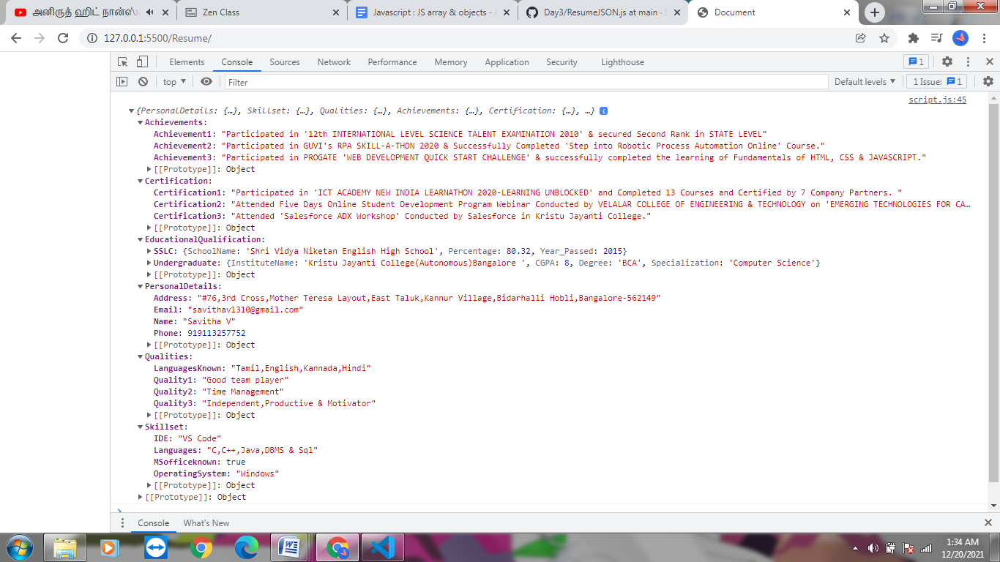 அனிருத் ஹிட் நான்ஸ்
Zen Class
Javascript : JS array & objects -
Day3/ResumeJSON.js at main ·
Document
127.0.0.1:5500/Resume/
Elements Console Sources Network Performance Memory Application Security Lighthouse 1
top Filter Default levels 1 Issue: 1
script.js:45
{PersonalDetails: {…}, Skillset: {…}, Qualities: {…}, Achievements: {…}, Certification: {…}, …}
Achievements:
Achievement1: "Participated in '12th INTERNATIONAL LEVEL SCIENCE TALENT EXAMINATION 2010' & secured Second Rank in STATE LEVEL"
Achievement2: "Participated in GUVI's RPA SKILL-A-THON 2020 & Successfully Completed 'Step into Robotic Process Automation Online' Course."
Achievement3: "Participated in PROGATE 'WEB DEVELOPMENT QUICK START CHALLENGE' & successfully completed the learning of Fundamentals of HTML, CSS & JAVASCRIPT."
[[Prototype]]: Object
Certification:
Certification1: "Participated in 'ICT ACADEMY NEW INDIA LEARNATHON 2020-LEARNING UNBLOCKED' and Completed 13 Courses and Certified by 7 Company Partners. "
Certification2: "Attended Five Days Online Student Development Program Webinar Conducted by VELALAR COLLEGE OF ENGINEERING & TECHNOLOGY on 'EMERGING TECHNOLOGIES FOR CA…
Certification3: "Attended 'Salesforce ADX Workshop' Conducted by Salesforce in Kristu Jayanti College."
[[Prototype]]: Object
EducationalQualification:
SSLC: {SchoolName: 'Shri Vidya Niketan English High School', Percentage: 80.32, Year_Passed: 2015}
Undergraduate: {InstituteName: 'Kristu Jayanti College(Autonomous)Bangalore ', CGPA: 8, Degree: 'BCA', Specialization: 'Computer Science'}
[[Prototype]]: Object
PersonalDetails:
Address: "#76,3rd Cross,Mother Teresa Layout,East Taluk,Kannur Village,Bidarhalli Hobli,Bangalore-562149"
Email: "savithav1310@gmail.com"
Name: "Savitha V"
Phone: 919113257752
[[Prototype]]: Object
Qualities:
LanguagesKnown: "Tamil,English,Kannada,Hindi"
Quality1: "Good team player"
Quality2: "Time Management"
Quality3: "Independent,Productive & Motivator"
[[Prototype]]: Object
Skillset:
IDE: "VS Code"
Languages: "C,C++,Java,DBMS & Sql"
MSofficeknown: true
OperatingSystem: "Windows"
[[Prototype]]: Object
[[Prototype]]: Object
Console What's New
1:34 AM
12/20/2021